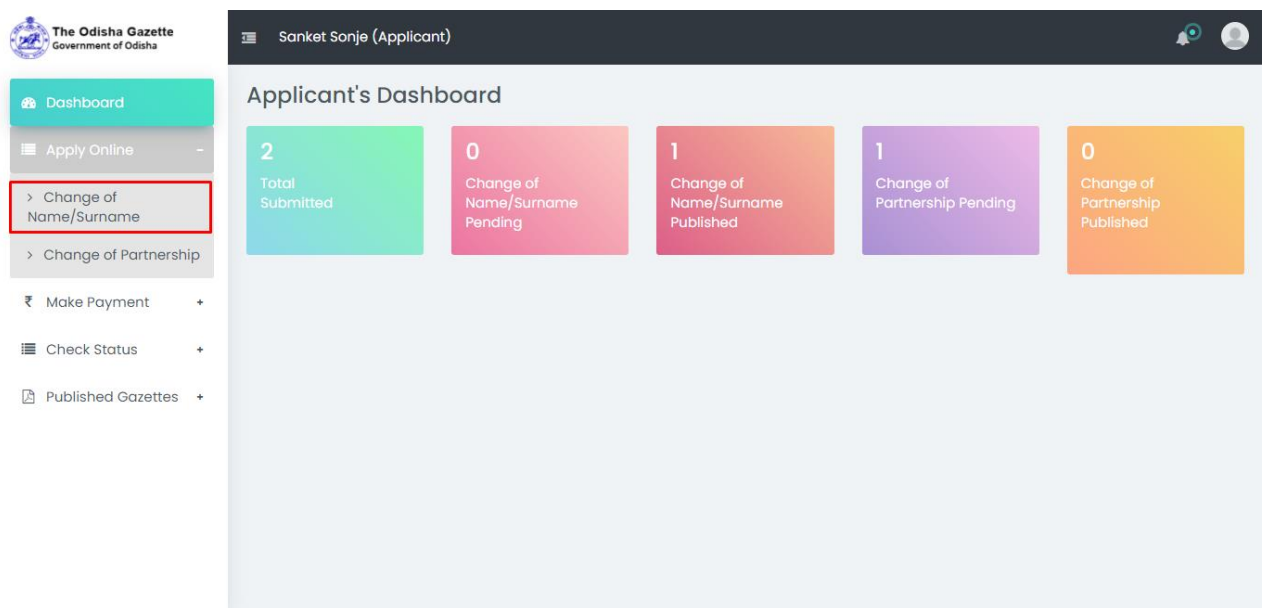 The Odisha Gazette
Government of Odisha
Sanket Sonje (Applicant)
Dashboard
Apply Online -
> Change of
Name/Surname
> Change of Partnership
₹ Make Payment +
Check Status +
Published Gazettes +
Applicant's Dashboard
2
Total
Submitted
0
Change of
Name/Surname
Pending
1
Change of
Name/Surname
Published
1
Change of
Partnership Pending
0
Change of
Partnership
Published